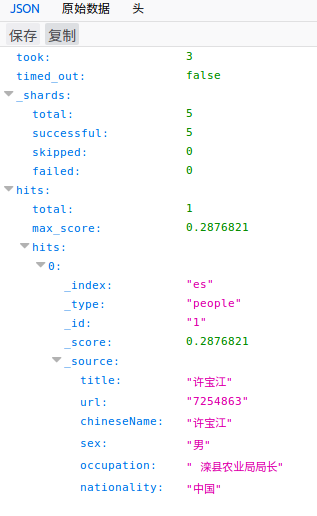 JSON 原始数据 头
保存 复制
took: 3
timed_out: false
_shards:
total: 5
successful: 5
skipped: 0
failed: 0
hits:
total: 1
max_score: 0.2876821
hits:
0:
_index: "es"
_type: "people"
_id: "1"
_score: 0.2876821
_source:
title: "许宝江"
url: "7254863"
chineseName: "许宝江"
sex: "男"
occupation: " 滦县农业局局长"
nationality: "中国"